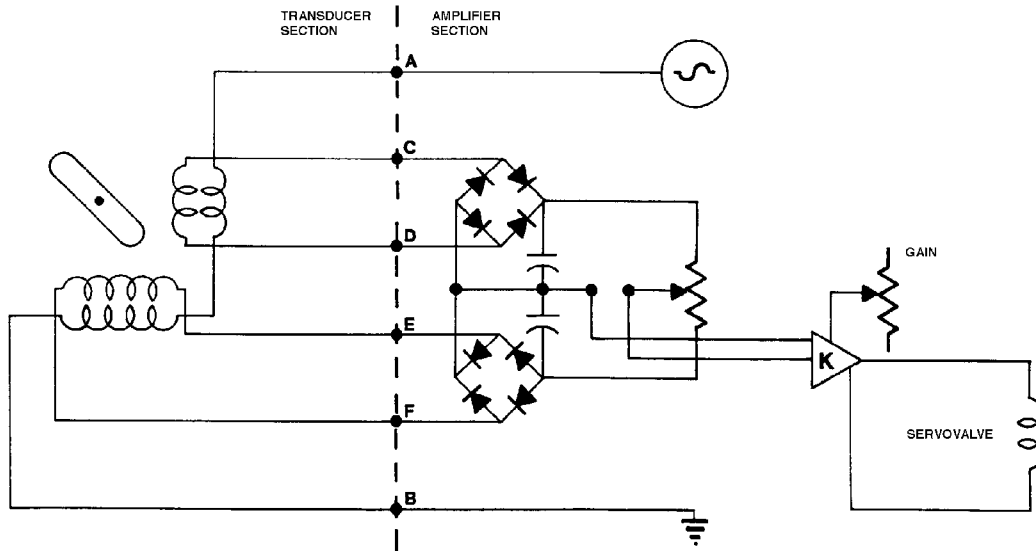 TRANSDUCER
SECTION
AMPLIFIER
SECTION
A
C
D
GAIN
E
K
F
SERVOVALVE
B